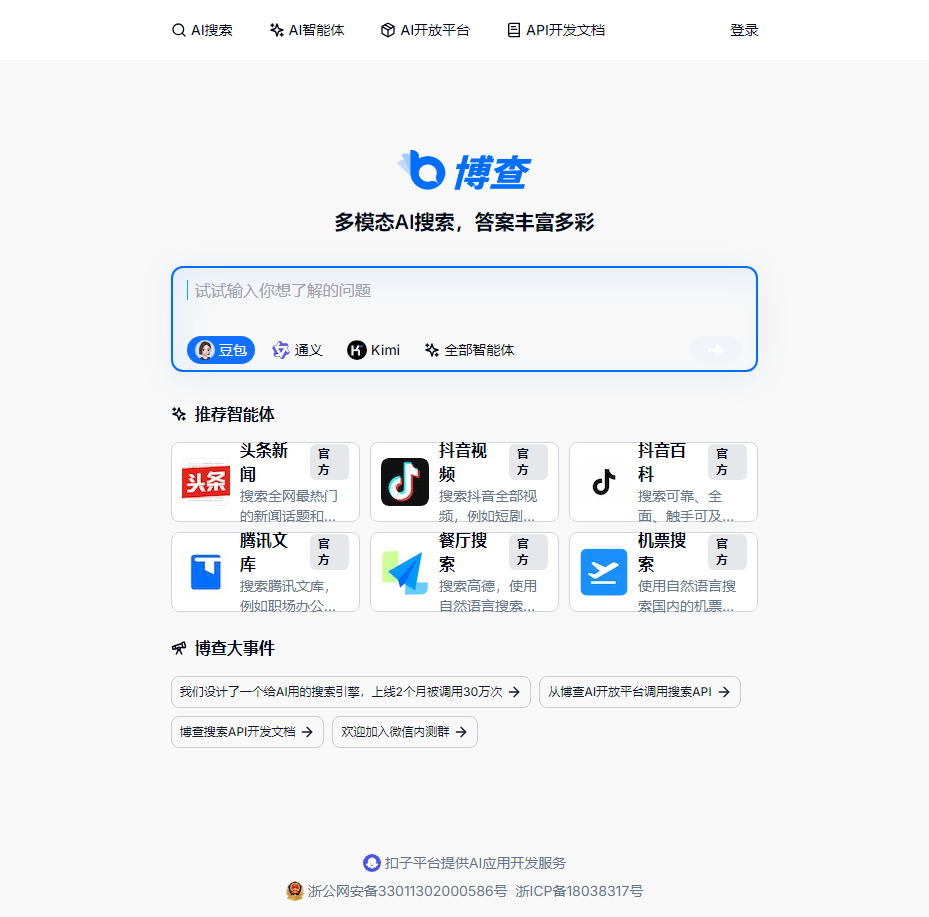 AI搜索 AI智能体 AI开放平台 API开发文档 登录
博查
多模态AI搜索，答案丰富多彩
试试输入你想了解的问题
豆包 通义 Kimi 全部智能体
推荐智能体
头条新闻 官方
搜索全网最热门的新闻话题和...
头条
抖音视频 官方
搜索抖音全部视频，例如短剧...
抖音百科 官方
搜索可靠、全面、触手可及...
腾讯文库 官方
搜索腾讯文库，例如职场办公...
餐厅搜索 官方
搜索高德，使用自然语言搜索...
机票搜索 官方
使用自然语言搜索国内的机票...
博查大事件
我们设计了一个给AI用的搜索引擎，上线2个月被调用30万次 从博查AI开放平台调用搜索API
博查搜索API开发文档 欢迎加入微信内测群
扣子平台提供AI应用开发服务
浙公网安备33011302000586号 浙ICP备18038317号